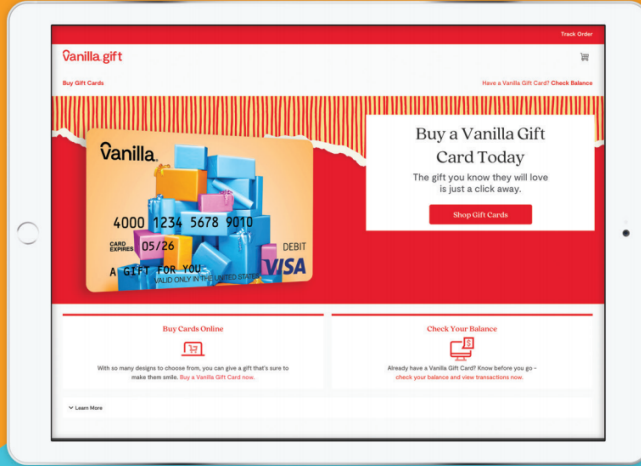 Track Order
Vanilla.gift
Buy Gift Cards
Have a Vanilla Gift Card? Check Balance
Vanilla.
4000 1234 5678 9010
CARD EXPIRES 05/26
DEBIT
A GIFT FOR YOU
VISA
VALID ONLY IN THE UNITED STATES
Buy a Vanilla Gift
Card Today
The gift you know they will love
is just a click away.
Shop Gift Cards
Buy Cards Online
With so many designs to choose from, you can give a gift that's sure to
make them smile. Buy a Vanilla Gift Card now.
Check Your Balance
Already have a Vanilla Gift Card? Know before you go –
check your balance and view transactions now.
Learn More